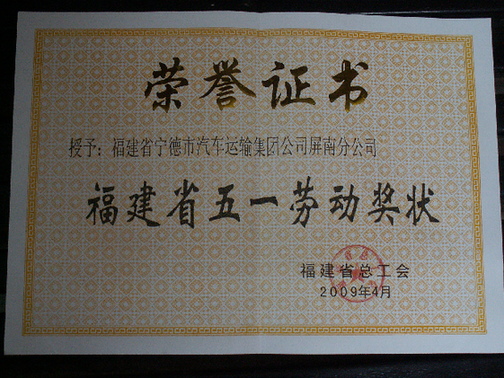 荣誉证书
授予：福建省宁德市汽车运输集团公司屏南分公司
福建省五一劳动奖状
福建省总工会
2009年4月